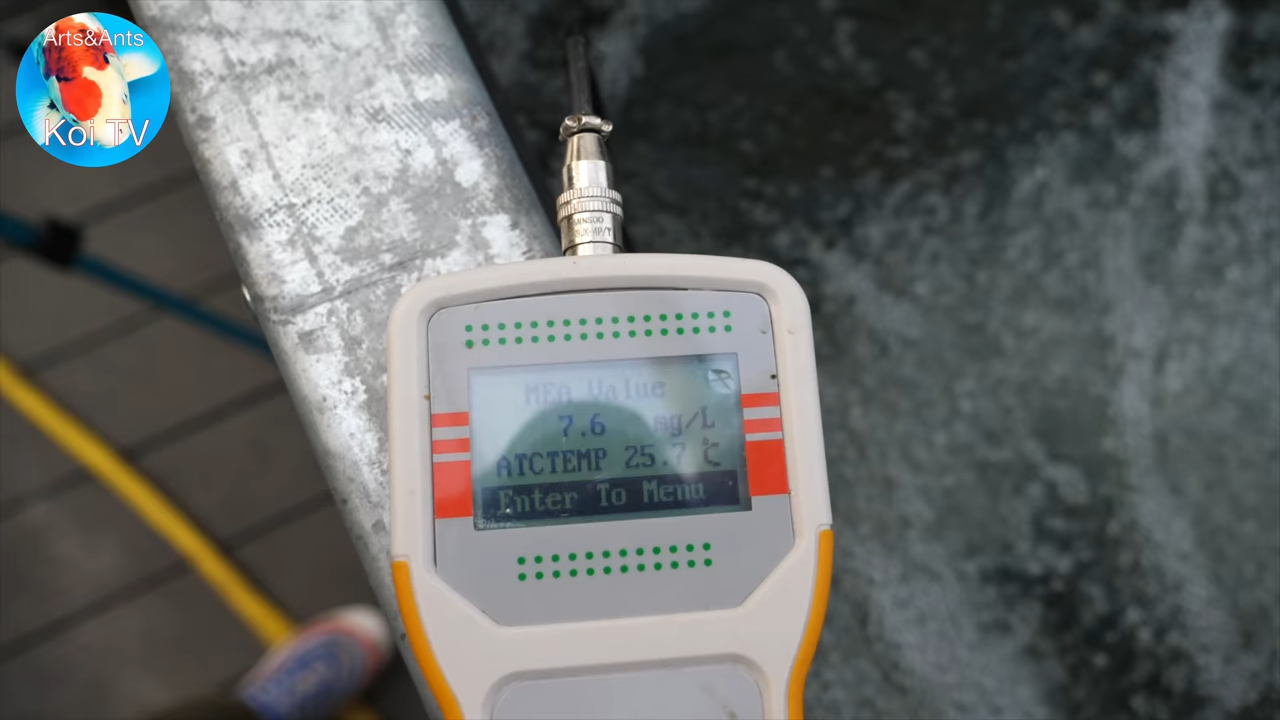 Arts&Ants
Koi TV
MEA Value
7.6 mg/L
ATCTEMP 25.7 ℃
Enter To Menu